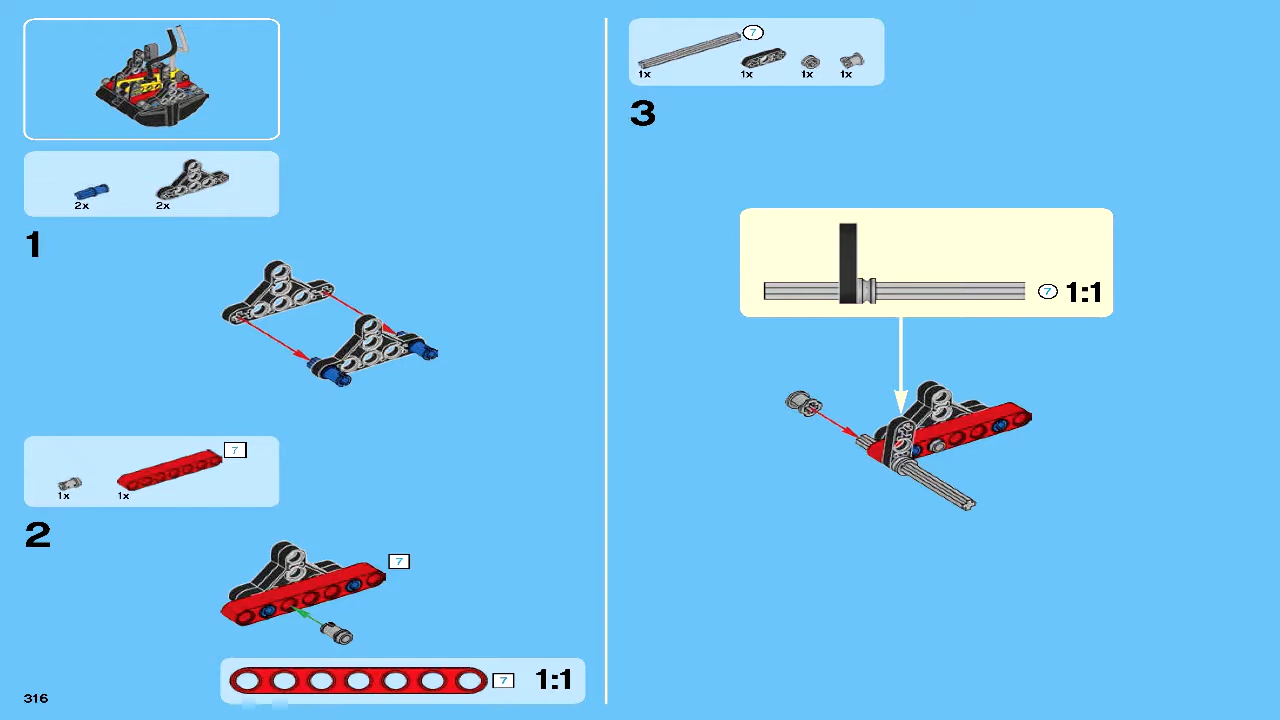 2x 2x
1
1x 1x 7
2
7
7 1:1
316
1x 7 1x 1x 1x
3
7 1:1